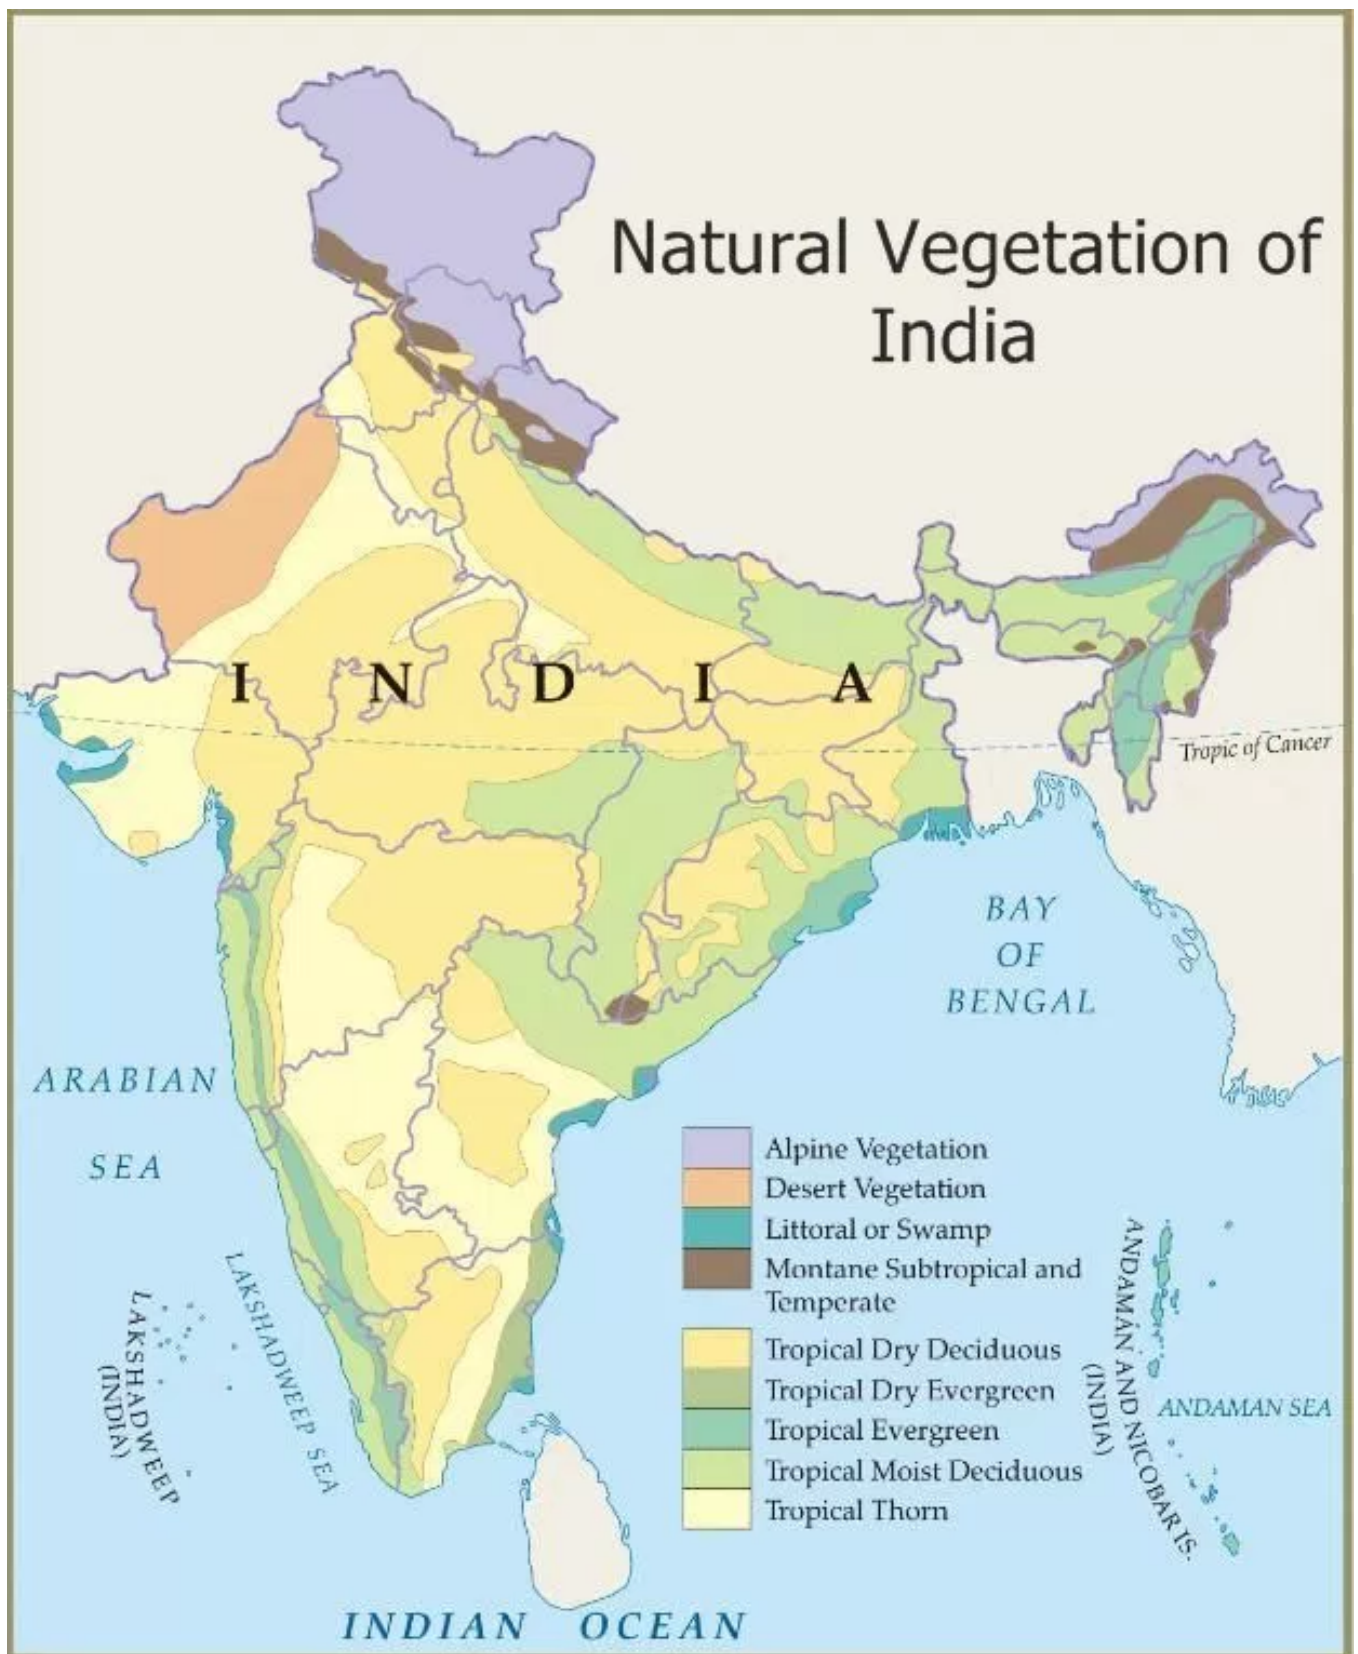 Natural Vegetation of
India
I N D I A
Tropic of Cancer
BAY
OF
BENGAL
ARABIAN
SEA
Alpine Vegetation
Desert Vegetation
Littoral or Swamp
Montane Subtropical and
Temperate
Tropical Dry Deciduous
Tropical Dry Evergreen
Tropical Evergreen
Tropical Moist Deciduous
Tropical Thorn
LAKSHADWEEP
(INDIA)
LAKSHADWEEP SEA
ANDAMAN AND NICOBAR IS.
(INDIA)
ANDAMAN SEA
INDIAN OCEAN